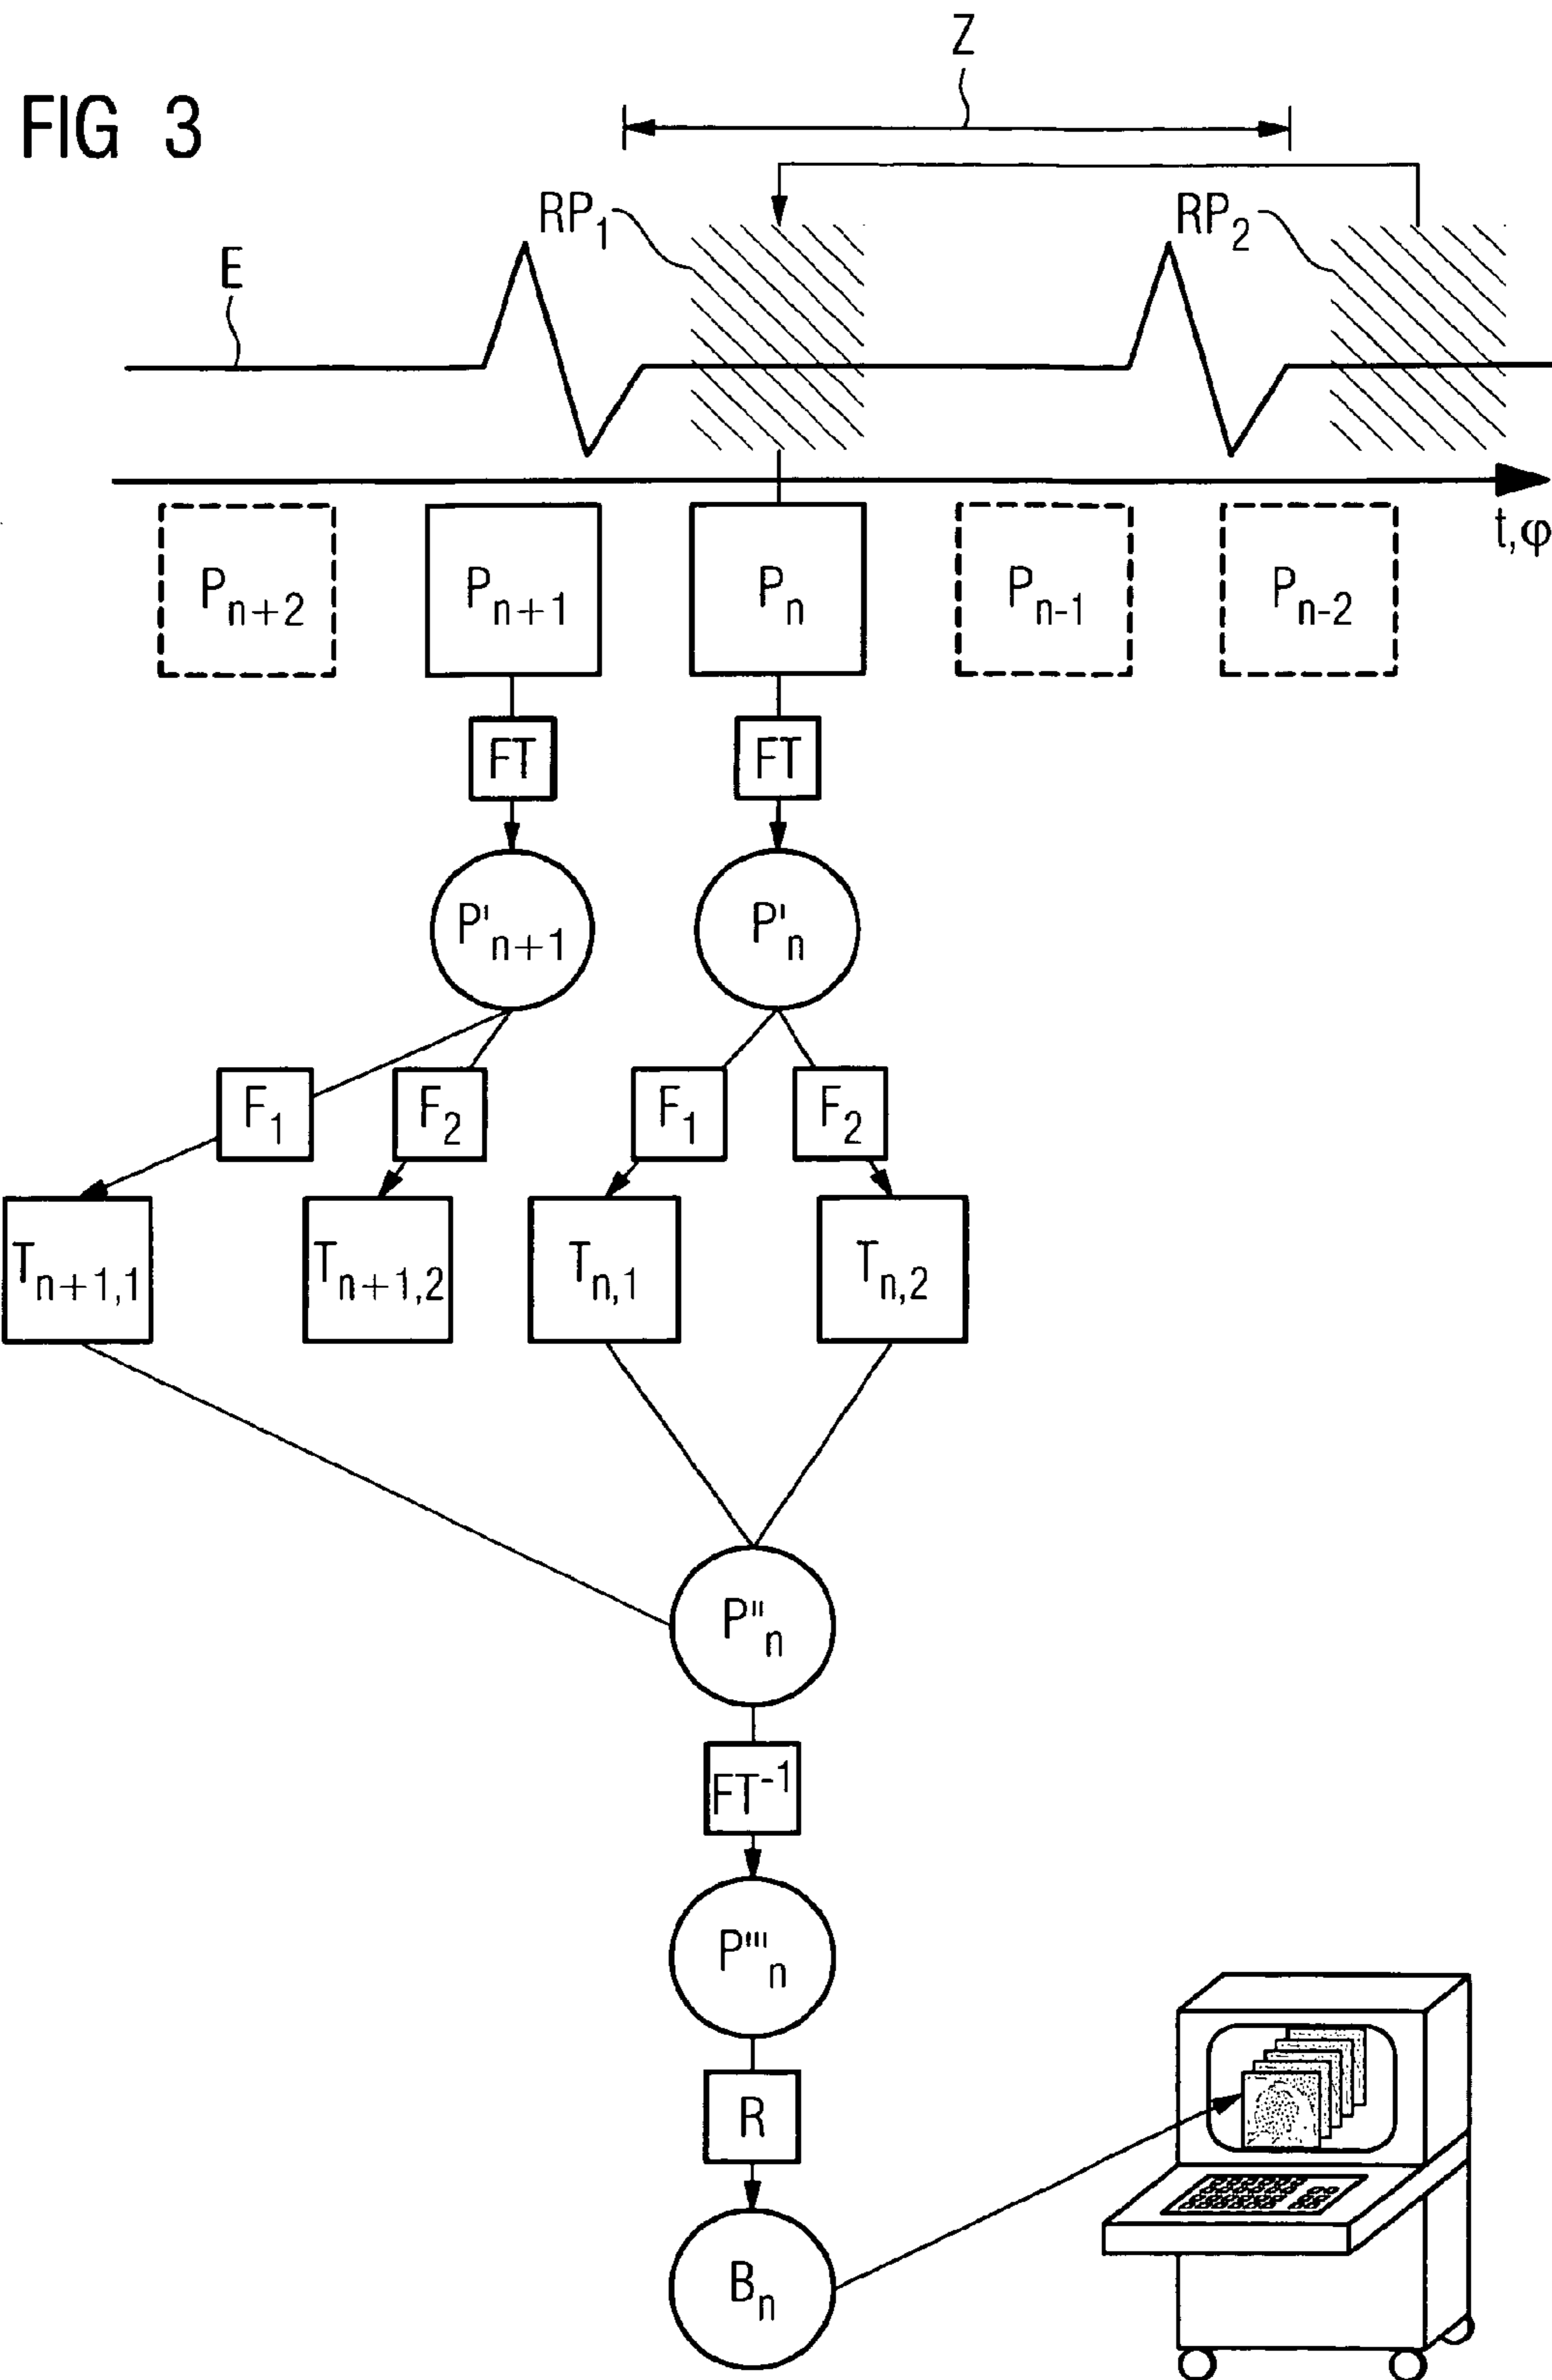 Z
FIG 3
RP1 RP2
E
t,φ
Pn+2 Pn+1 Pn Pn-1 Pn-2
FT FT
P'n+1 P'n
F1 F2 F1 F2
Tn+1,1 Tn+1,2 Tn,1 Tn,2
P''n
FT-1
P'''n
R
Bn